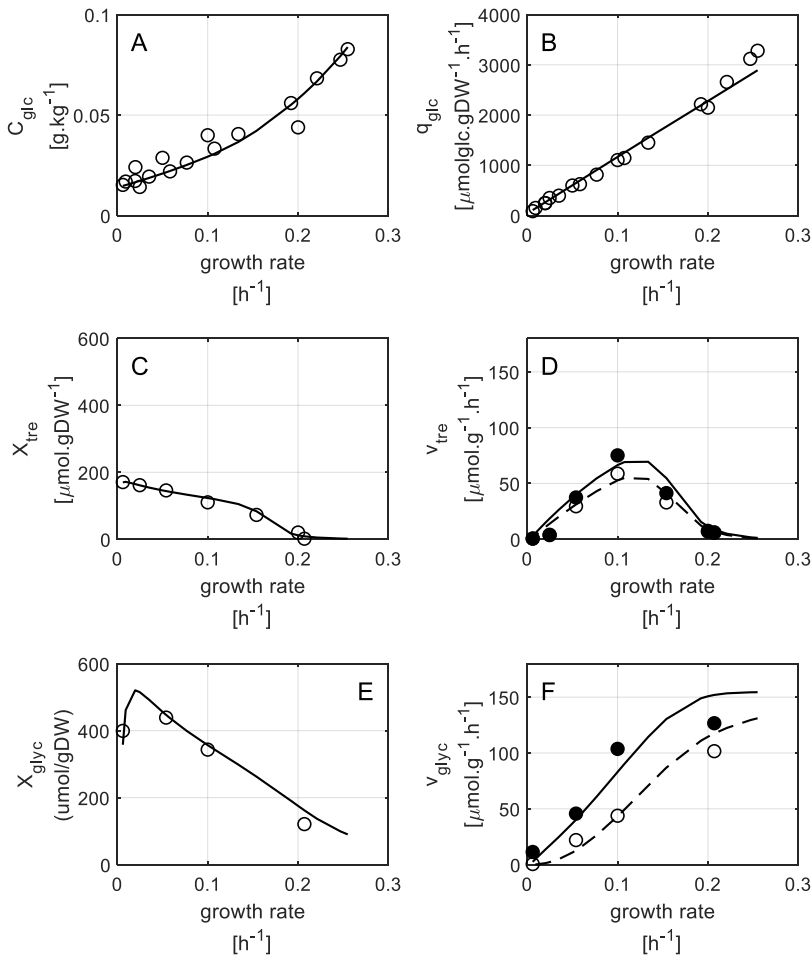 A
C_glc
[g.kg⁻¹]
0.1
0.05
0
0 0.1 0.2 0.3
growth rate
[h⁻¹]
B
q_glc
[μmolglc.gDW⁻¹.h⁻¹]
4000
3000
2000
1000
0
0 0.1 0.2 0.3
growth rate
[h⁻¹]
C
X_tre
[μmol.gDW⁻¹]
600
400
200
0
0 0.1 0.2 0.3
growth rate
[h⁻¹]
D
v_tre
[μmol.g⁻¹.h⁻¹]
150
100
50
0
0 0.1 0.2 0.3
growth rate
[h⁻¹]
E
X_glyc
(umol/gDW)
600
400
200
0
0 0.1 0.2 0.3
growth rate
[h⁻¹]
F
v_glyc
[μmol.g⁻¹.h⁻¹]
150
100
50
0
0 0.1 0.2 0.3
growth rate
[h⁻¹]